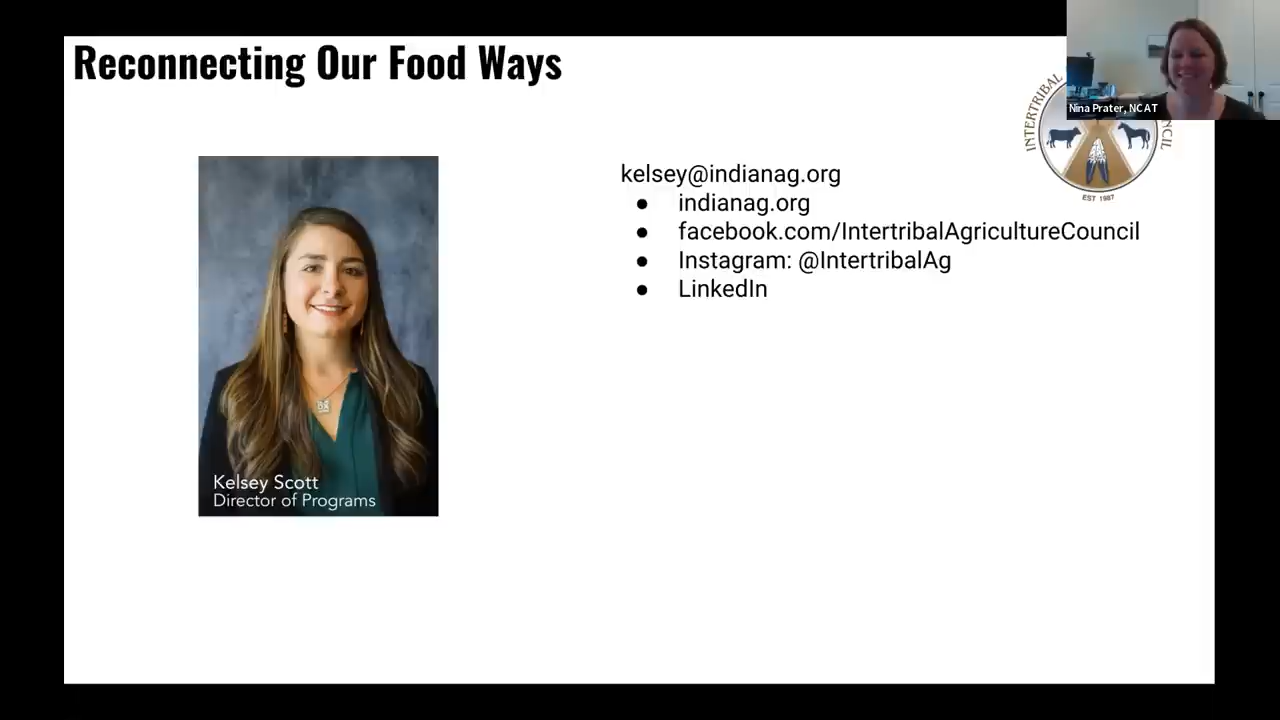 Reconnecting Our Food Ways
Nina Prater, NCAT
INTERTRIBAL
EST 1987
kelsey@indianag.org
● indianag.org
● facebook.com/IntertribalAgricultureCouncil
● Instagram: @IntertribalAg
● LinkedIn
Kelsey Scott
Director of Programs